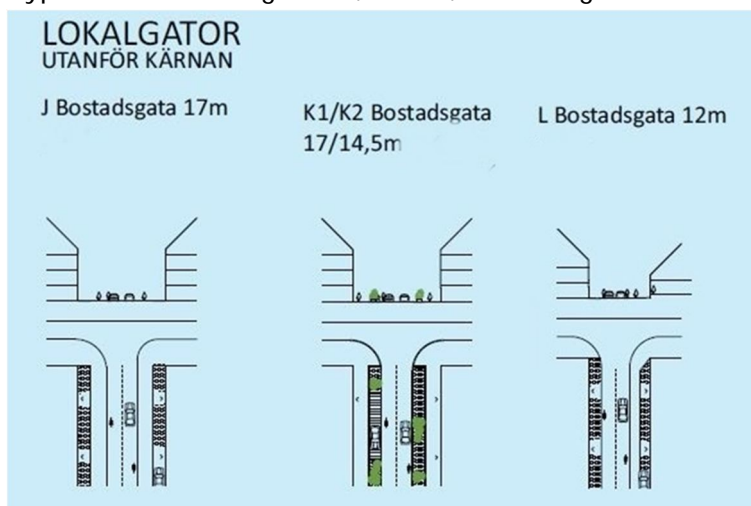 LOKALGATOR
UTANFÖR KÄRNAN
J Bostadsgata 17m
K1/K2 Bostadsgata
17/14,5m
L Bostadsgata 12m